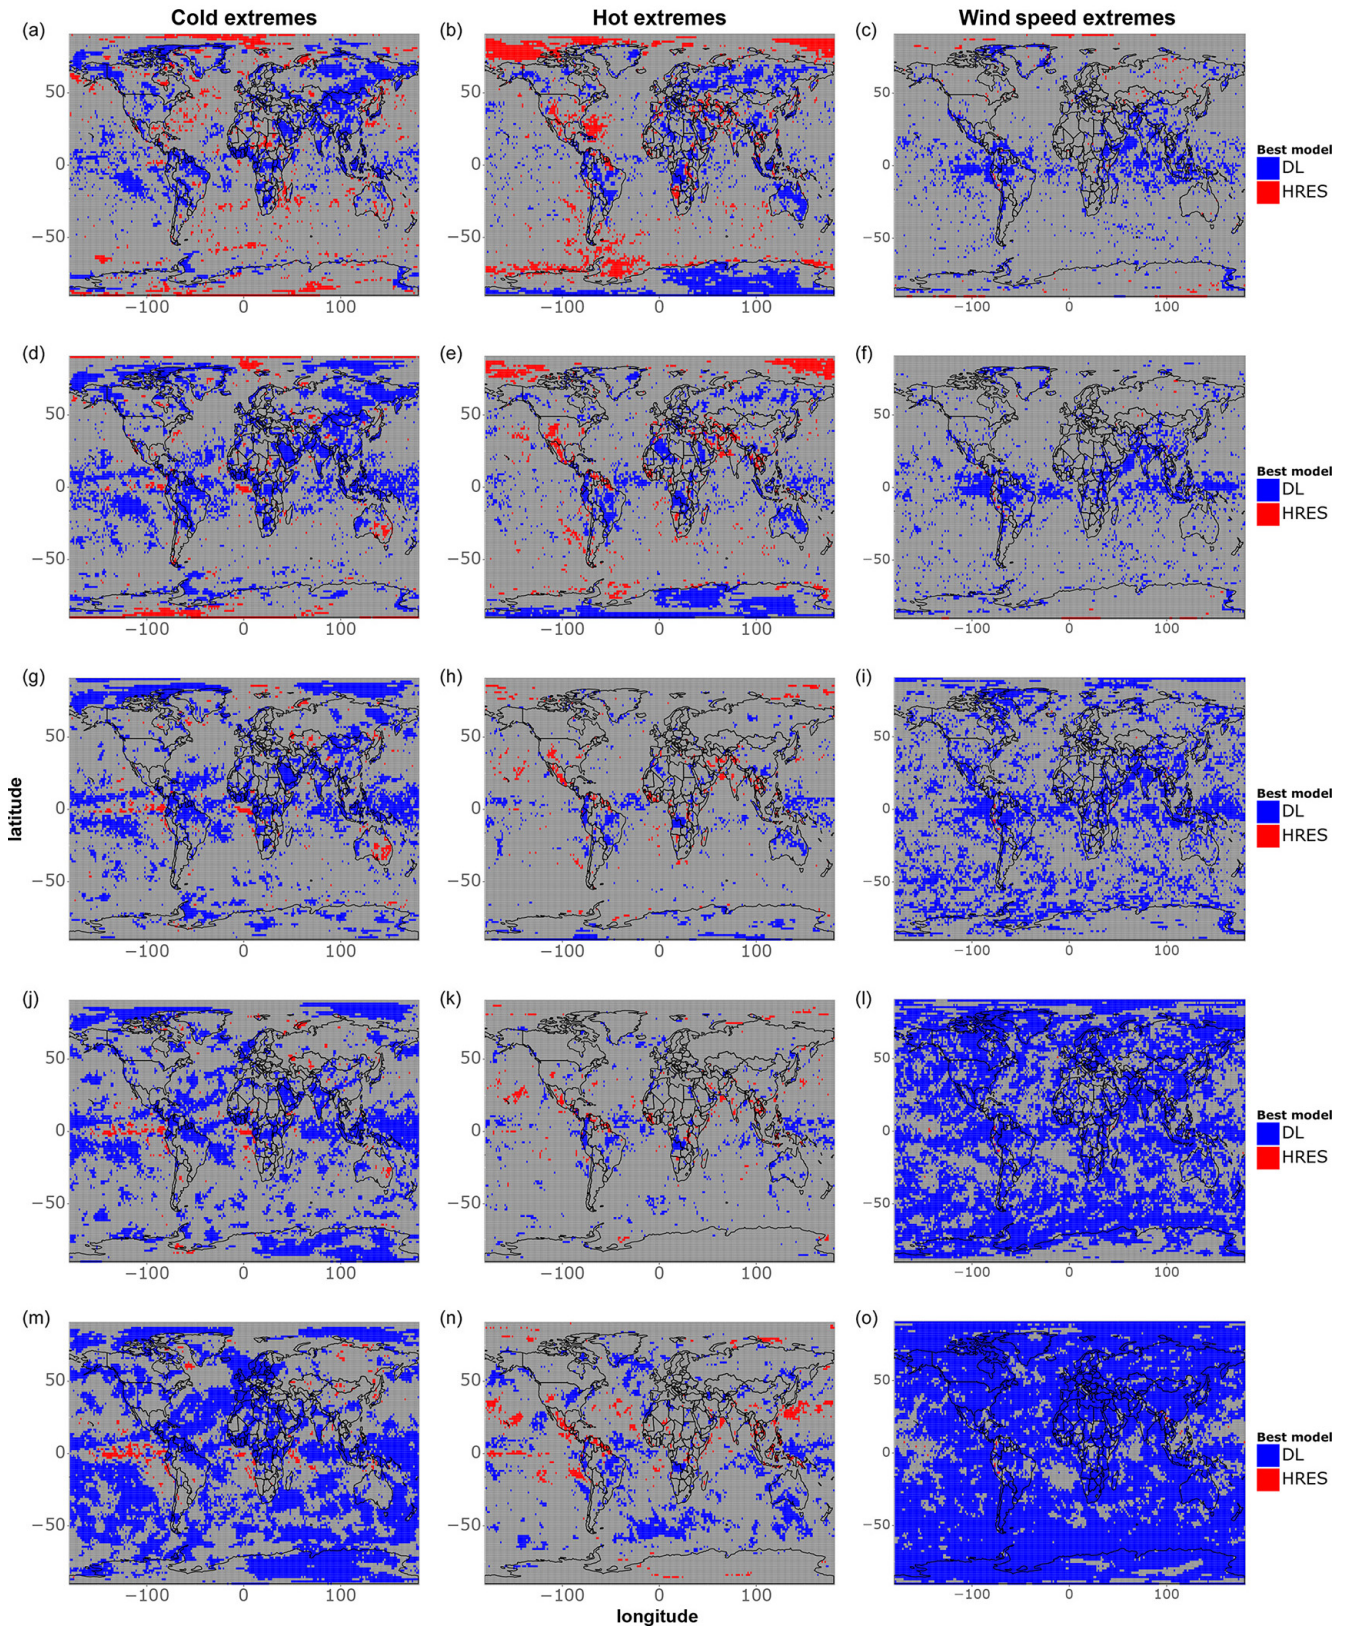 Cold extremes Hot extremes Wind speed extremes
(a) (b) (c)
50 50 50
0 0 0
−50 −50 −50
−100 0 100 −100 0 100 −100 0 100
Best model
DL
HRES
(d) (e) (f)
50 50 50
0 0 0
−50 −50 −50
−100 0 100 −100 0 100 −100 0 100
Best model
DL
HRES
(g) (h) (i)
50 50 50
0 0 0
−50 −50 −50
−100 0 100 −100 0 100 −100 0 100
Best model
DL
HRES
latitude
(j) (k) (l)
50 50 50
0 0 0
−50 −50 −50
−100 0 100 −100 0 100 −100 0 100
Best model
DL
HRES
(m) (n) (o)
50 50 50
0 0 0
−50 −50 −50
−100 0 100 −100 0 100 −100 0 100
Best model
DL
HRES
longitude